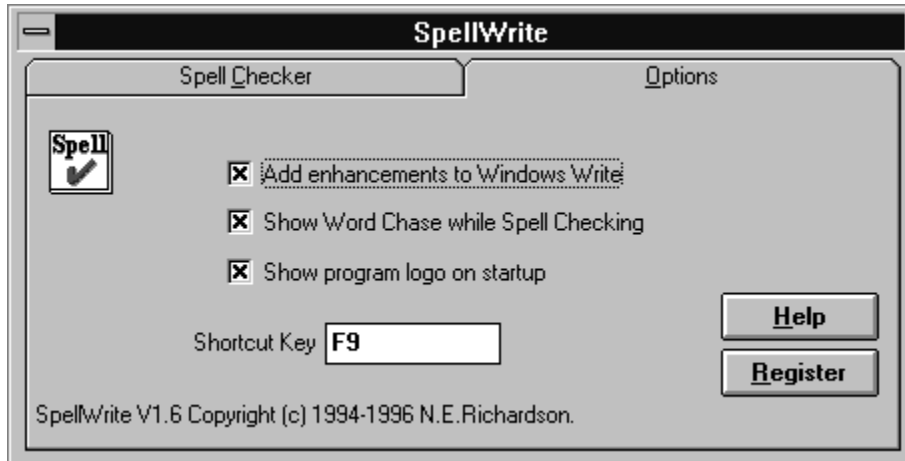 SpellWrite
Spell Checker Options
Spell
Add enhancements to Windows Write
Show Word Chase while Spell Checking
Show program logo on startup
Shortcut Key F9
Help
Register
SpellWrite V1.6 Copyright (c) 1994-1996 N.E.Richardson.